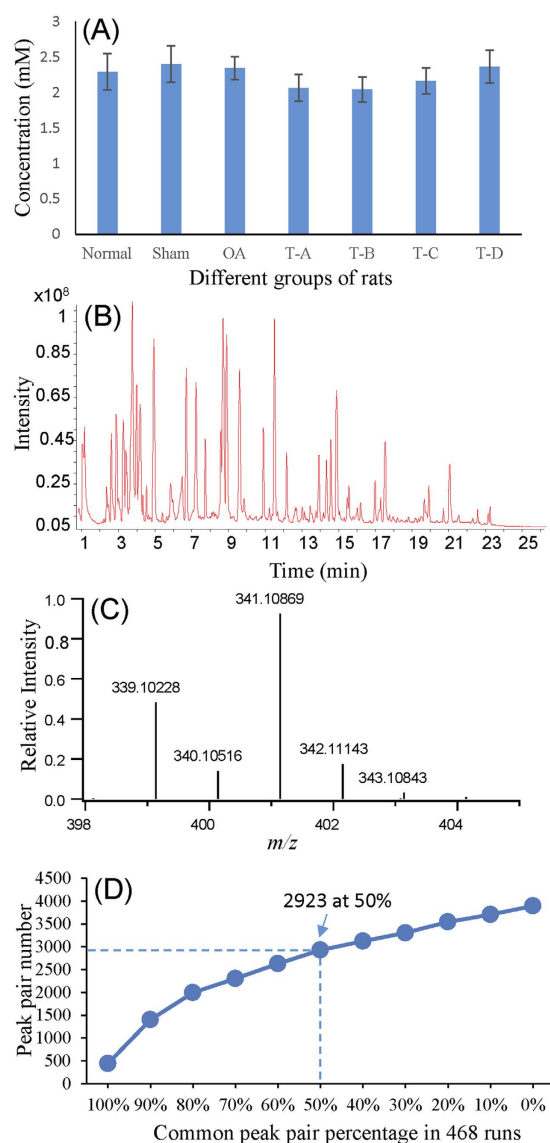 (A)
Concentration (mM)
3
2.5
2
1.5
1
0.5
0
Normal Sham OA T-A T-B T-C T-D
Different groups of rats
(B)
x10⁸
Intensity
1
0.85
0.65
0.45
0.25
0.05
1 3 5 7 9 11 13 15 17 19 21 23
Time (min)
(C)
Relative Intensity
1.0
0.8
0.6
0.4
0.2
0.0
341.10869
339.10228
340.10516
342.11143
343.10843
398 400 402 404
m/z
(D)
Peak pair number
4500
4000
3500
3000
2500
2000
1500
1000
500
0
2923 at 50%
100% 90% 80% 70% 60% 50% 40% 30% 20% 10% 0%
Common peak pair percentage in 468 runs